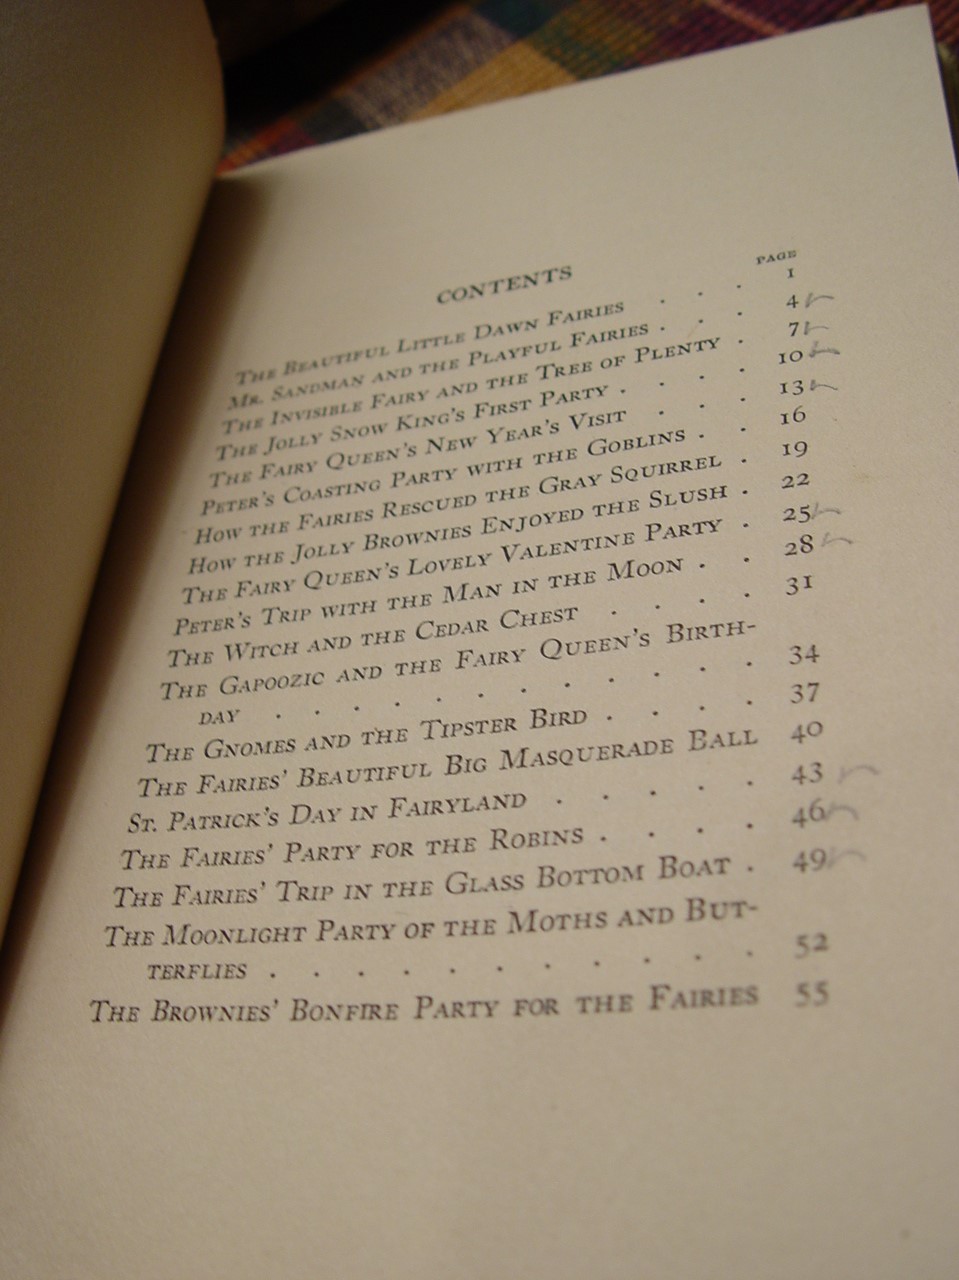 CONTENTS
PAGE
THE BEAUTIFUL LITTLE DAWN FAIRIES . . . 1
MR. SANDMAN AND THE PLAYFUL FAIRIES . . . 4
THE INVISIBLE FAIRY AND THE TREE OF PLENTY . 7
THE JOLLY SNOW KING'S FIRST PARTY . . . . 10
THE FAIRY QUEEN'S NEW YEAR'S VISIT . . . 13
PETER'S COASTING PARTY WITH THE GOBLINS . . 16
HOW THE FAIRIES RESCUED THE GRAY SQUIRREL . 19
HOW THE JOLLY BROWNIES ENJOYED THE SLUSH . 22
THE FAIRY QUEEN'S LOVELY VALENTINE PARTY . 25
PETER'S TRIP WITH THE MAN IN THE MOON . . 28
THE WITCH AND THE CEDAR CHEST . . . . 31
THE GAPOOZIC AND THE FAIRY QUEEN'S BIRTH-
DAY . . . . . . . . . . . . 34
THE GNOMES AND THE TIPSTER BIRD . . . . 37
THE FAIRIES' BEAUTIFUL BIG MASQUERADE BALL 40
ST. PATRICK'S DAY IN FAIRYLAND . . . . . 43
THE FAIRIES' PARTY FOR THE ROBINS . . . . 46
THE FAIRIES' TRIP IN THE GLASS BOTTOM BOAT . 49
THE MOONLIGHT PARTY OF THE MOTHS AND BUT-
TERFLIES . . . . . . . . . . . 52
THE BROWNIES' BONFIRE PARTY FOR THE FAIRIES 55